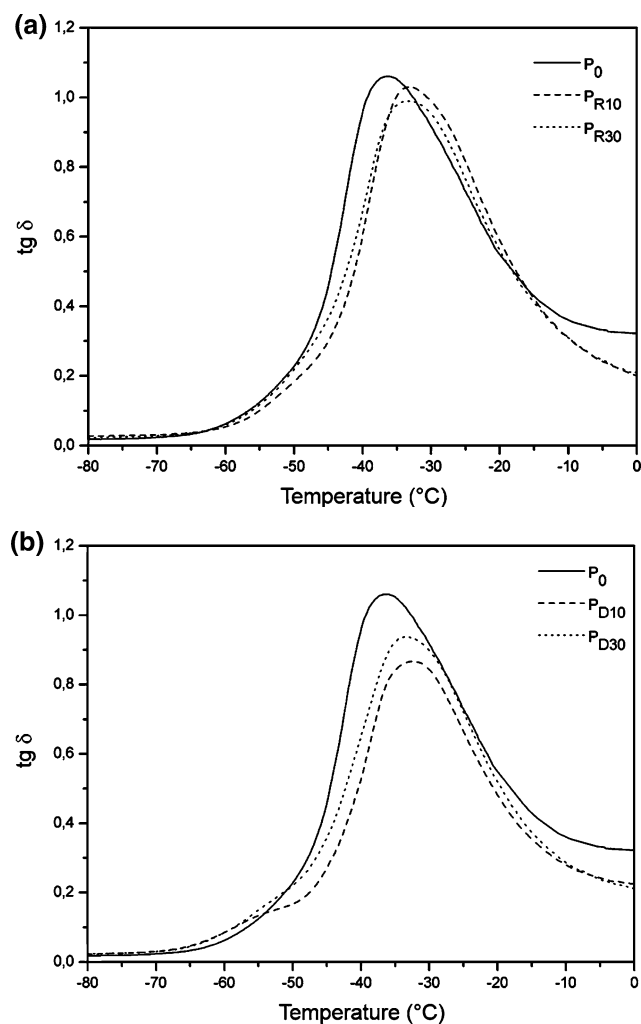 (a)
1,2
1,0
0,8
0,6
0,4
0,2
0,0
tg δ
P0
PR10
PR30
-80 -70 -60 -50 -40 -30 -20 -10 0
Temperature (°C)
(b)
1,2
1,0
0,8
0,6
0,4
0,2
0,0
tg δ
P0
PD10
PD30
-80 -70 -60 -50 -40 -30 -20 -10 0
Temperature (°C)